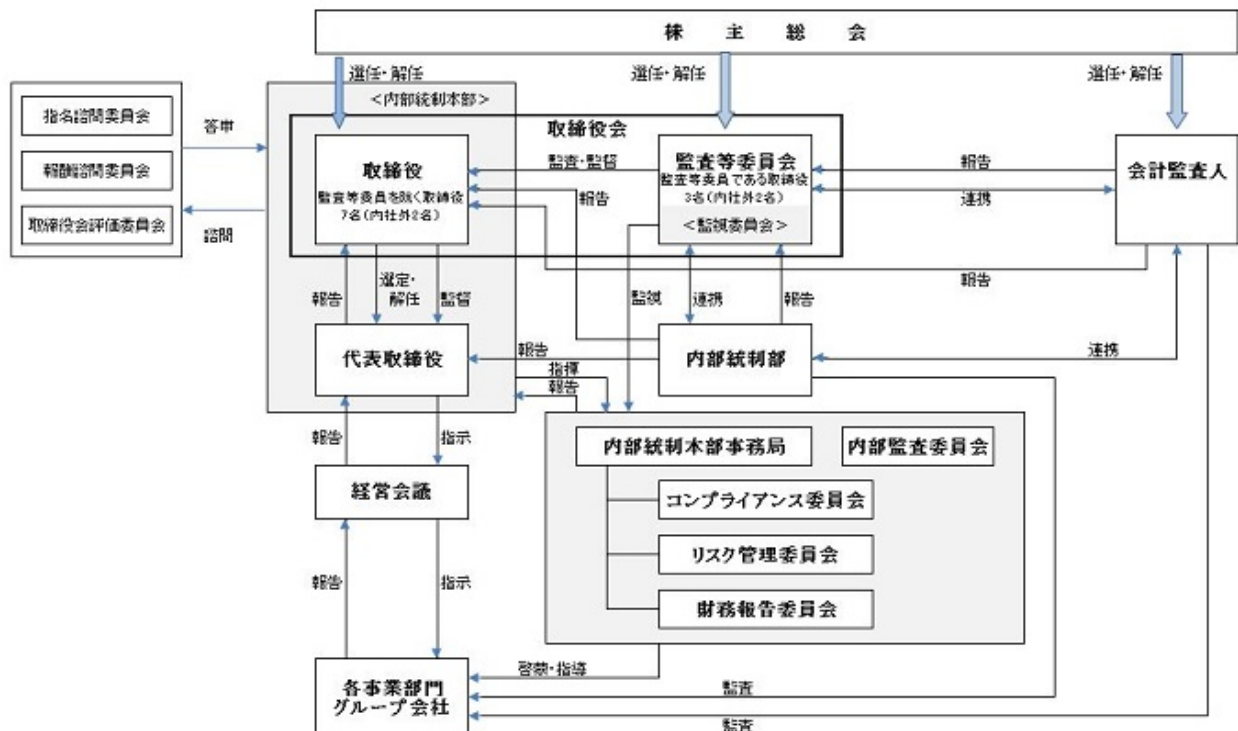 株主総会
選任・解任
選任・解任
選任・解任
<内部統制本部>
指名諮問委員会
報酬諮問委員会
取締役会評価委員会
答申
諮問
取締役会
取締役
監査等委員を除く取締役
7名(内社外2名)
監査・監督
報告
監査等委員会
監査等委員である取締役
3名(内社外2名)
<監視委員会>
報告
連携
会計監査人
報告
報告
選定・
解任
監督
監視
連携
報告
代表取締役
報告
内部統制部
連携
指揮
報告
報告
指示
内部統制本部事務局
内部監査委員会
経営会議
コンプライアンス委員会
リスク管理委員会
財務報告委員会
報告
指示
啓蒙・指導
各事業部門
グループ会社
監査
監査